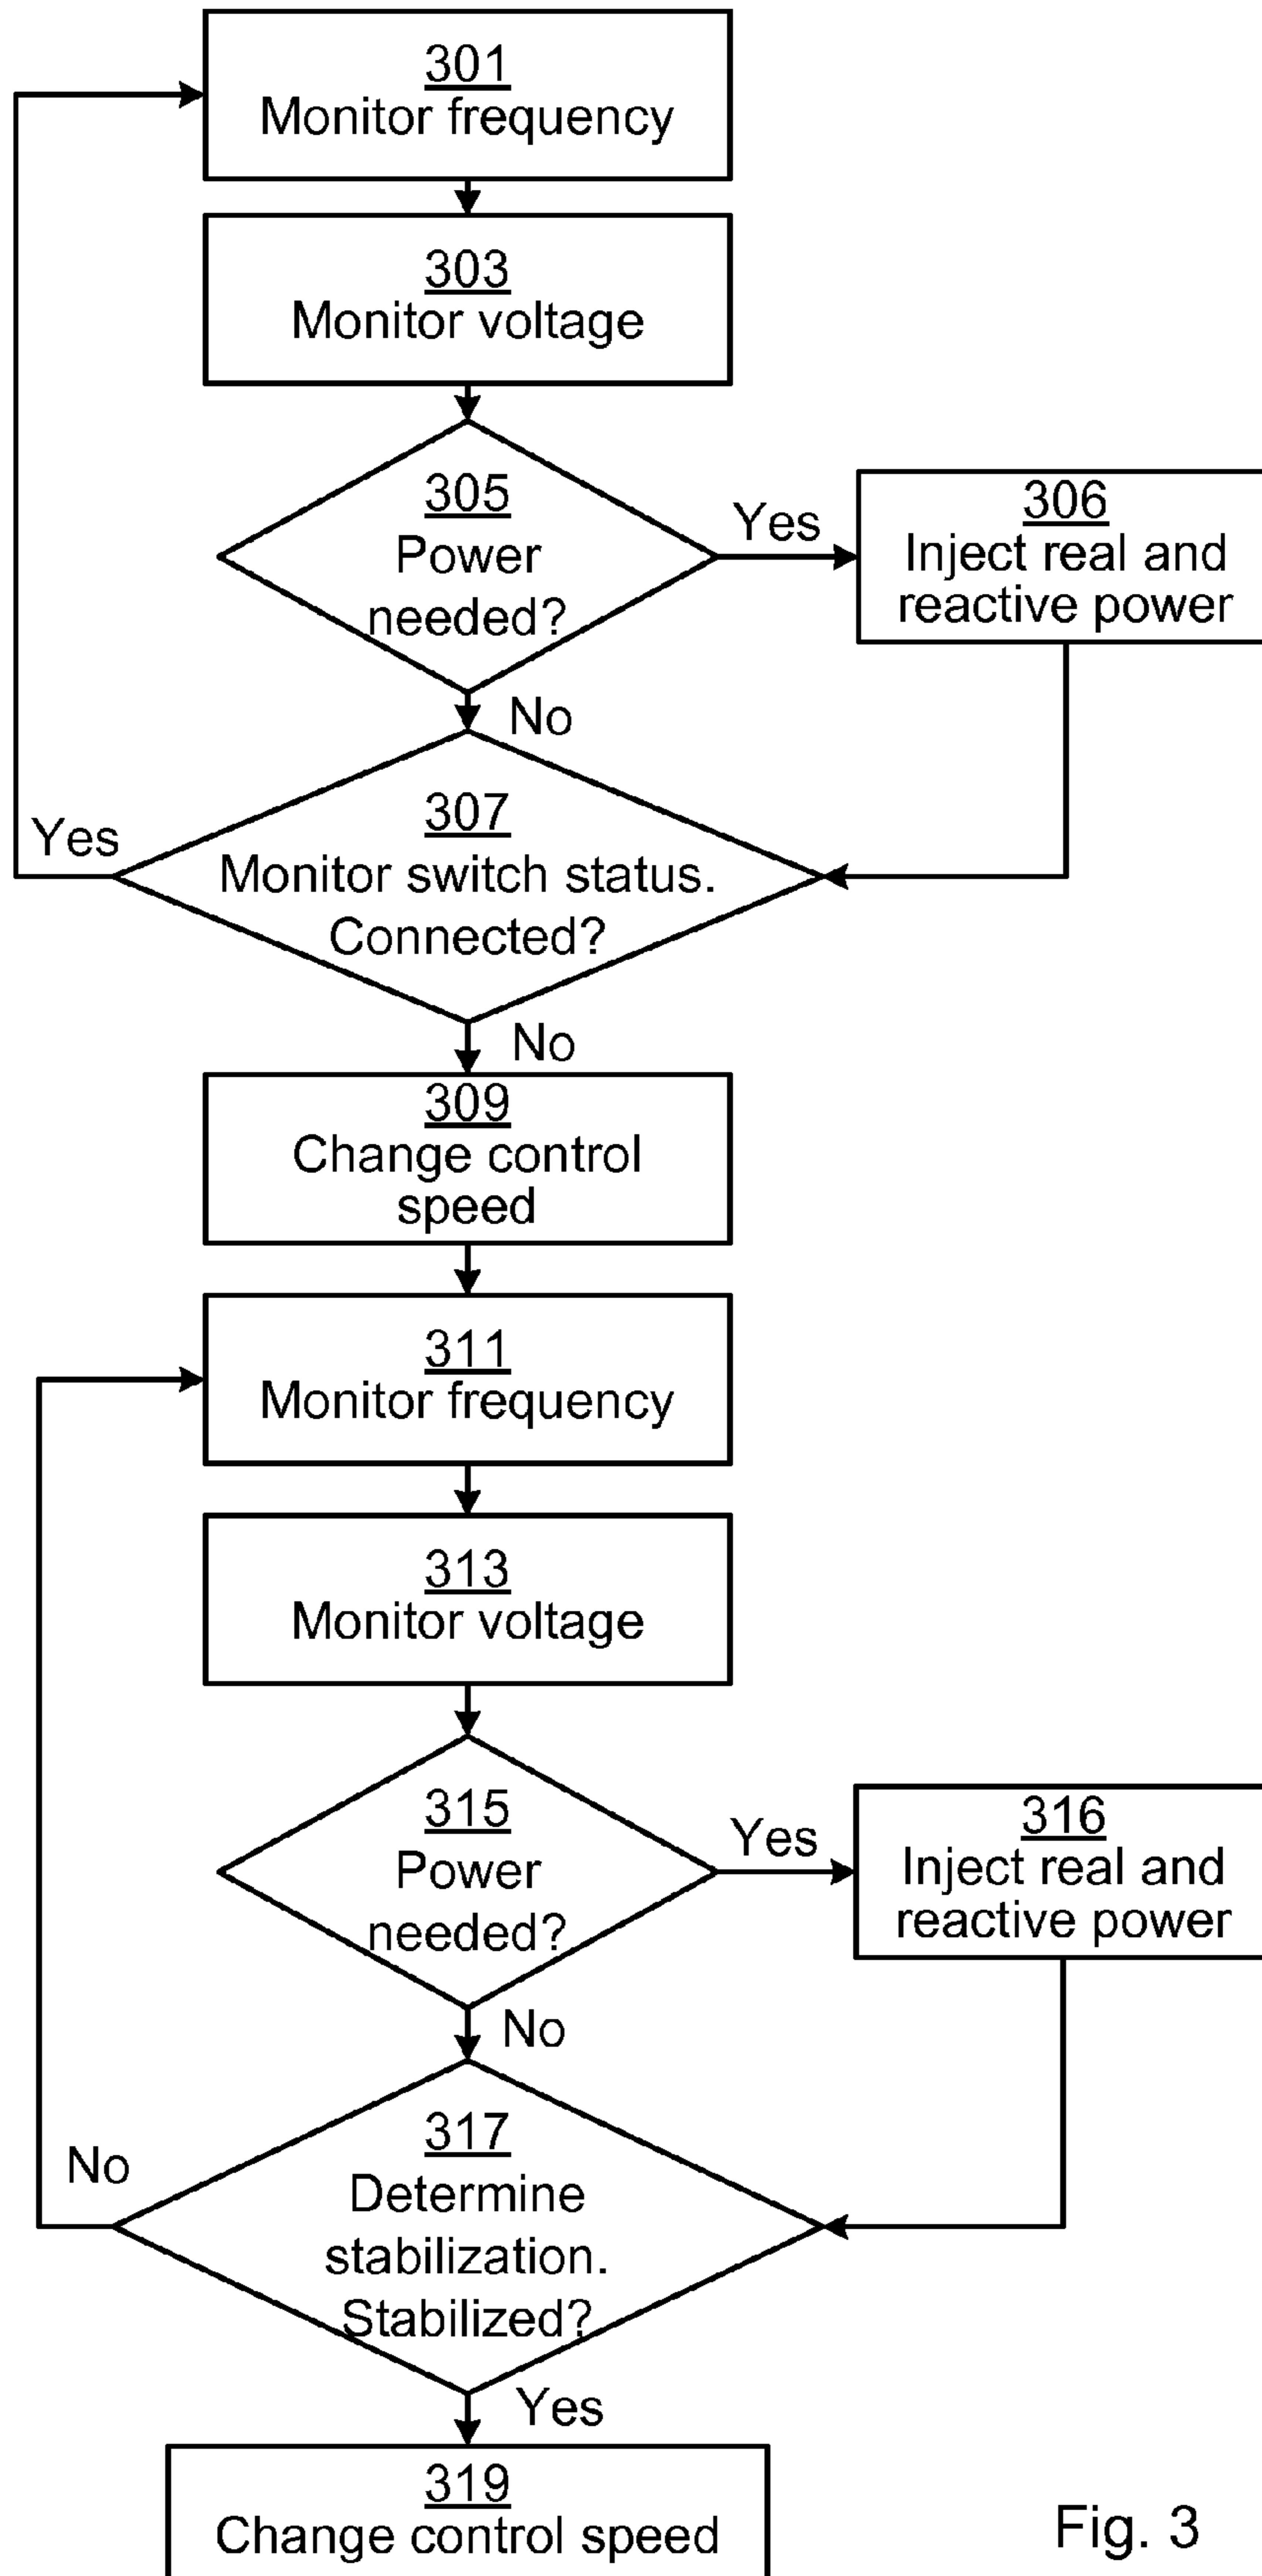 301
Monitor frequency
303
Monitor voltage
305
Power
needed?
Yes
306
Inject real and
reactive power
No
307
Monitor switch status.
Connected?
Yes
No
309
Change control
speed
311
Monitor frequency
313
Monitor voltage
315
Power
needed?
Yes
316
Inject real and
reactive power
No
317
Determine
stabilization.
Stabilized?
No
Yes
319
Change control speed
Fig. 3